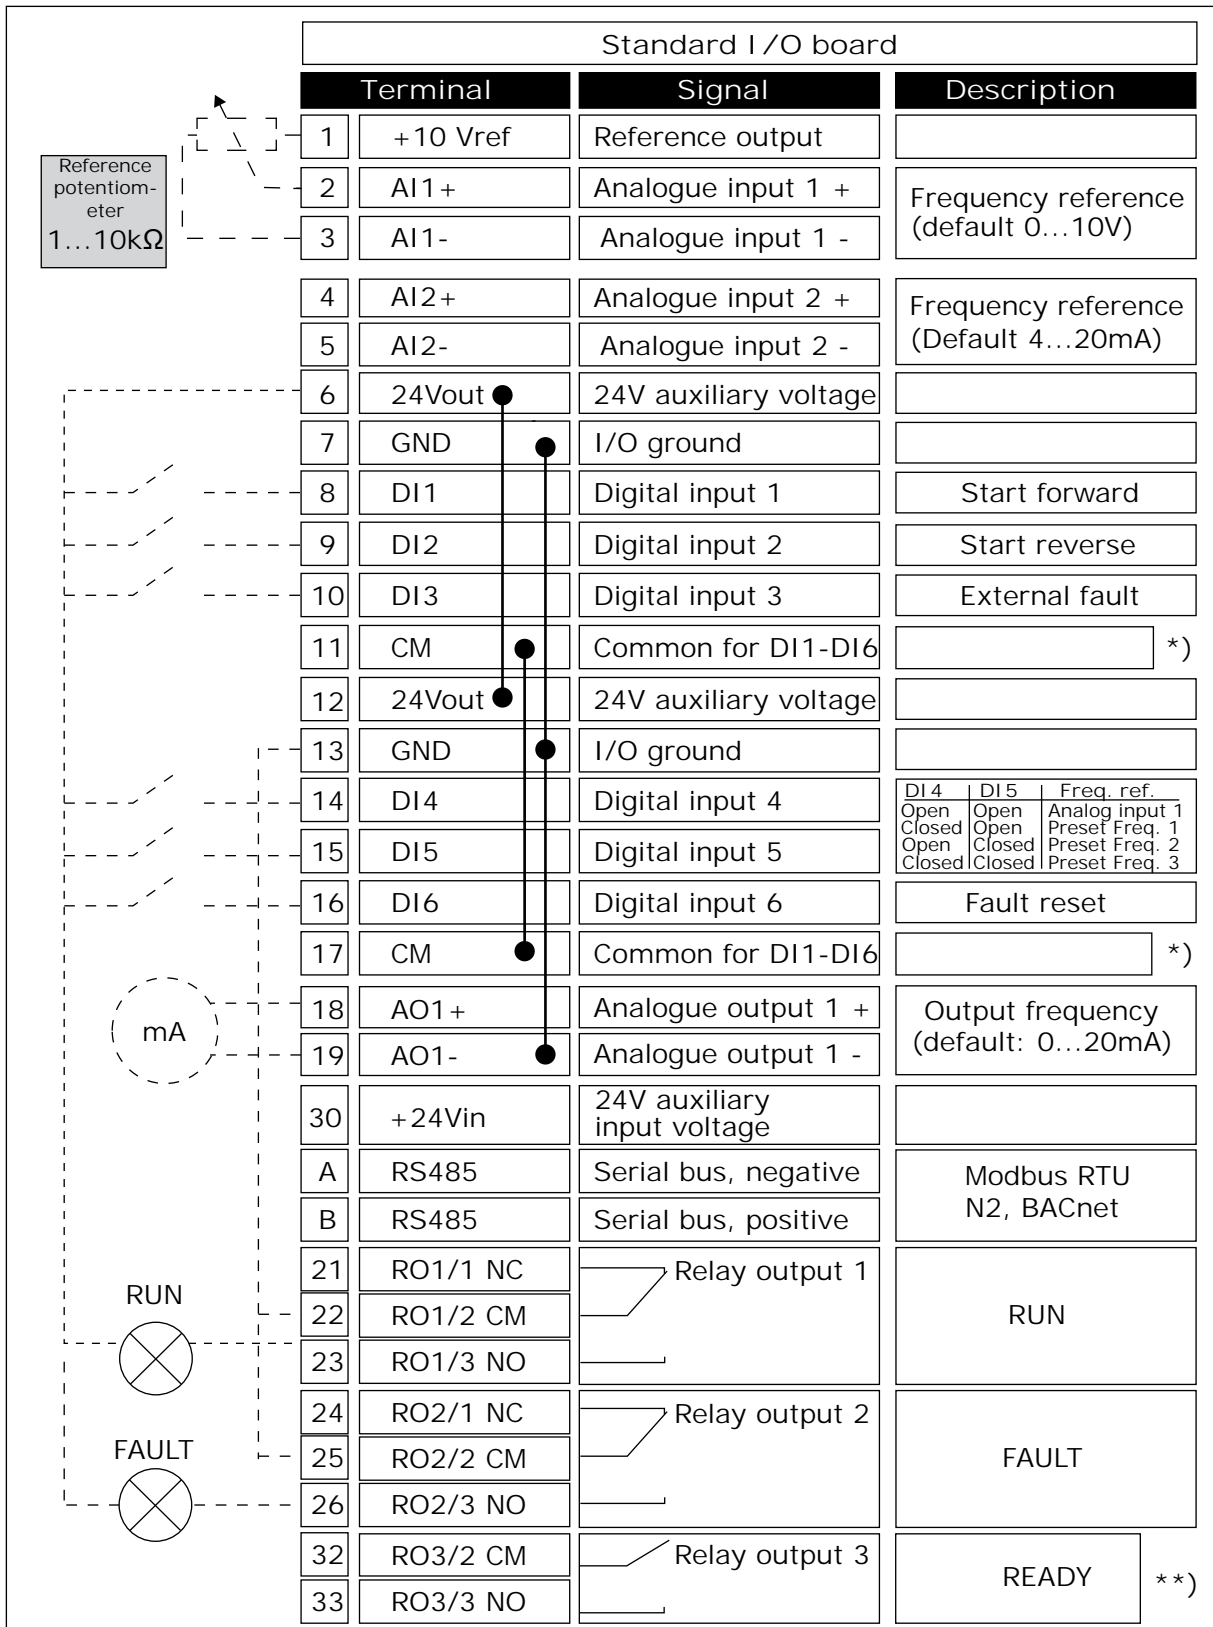 Standard I/O board
Terminal Signal Description
Reference
potentiom-
eter
1...10kΩ
1 +10 Vref Reference output
2 AI1+ Analogue input 1 +
3 AI1- Analogue input 1 -
Frequency reference
(default 0...10V)
4 AI2+ Analogue input 2 +
5 AI2- Analogue input 2 -
Frequency reference
(Default 4...20mA)
6 24Vout 24V auxiliary voltage
7 GND I/O ground
8 DI1 Digital input 1 Start forward
9 DI2 Digital input 2 Start reverse
10 DI3 Digital input 3 External fault
11 CM Common for DI1-DI6 *)
12 24Vout 24V auxiliary voltage
13 GND I/O ground
14 DI4 Digital input 4
15 DI5 Digital input 5
DI4 DI5 Freq. ref.
Open Open Analog input 1
Closed Open Preset Freq. 1
Open Closed Preset Freq. 2
Closed Closed Preset Freq. 3
16 DI6 Digital input 6 Fault reset
17 CM Common for DI1-DI6 *)
mA
18 AO1+ Analogue output 1 +
19 AO1- Analogue output 1 -
Output frequency
(default: 0...20mA)
30 +24Vin 24V auxiliary
input voltage
A RS485 Serial bus, negative
B RS485 Serial bus, positive
Modbus RTU
N2, BACnet
21 RO1/1 NC Relay output 1
RUN
22 RO1/2 CM RUN
23 RO1/3 NO
24 RO2/1 NC Relay output 2
FAULT
25 RO2/2 CM FAULT
26 RO2/3 NO
32 RO3/2 CM Relay output 3
READY **)
33 RO3/3 NO